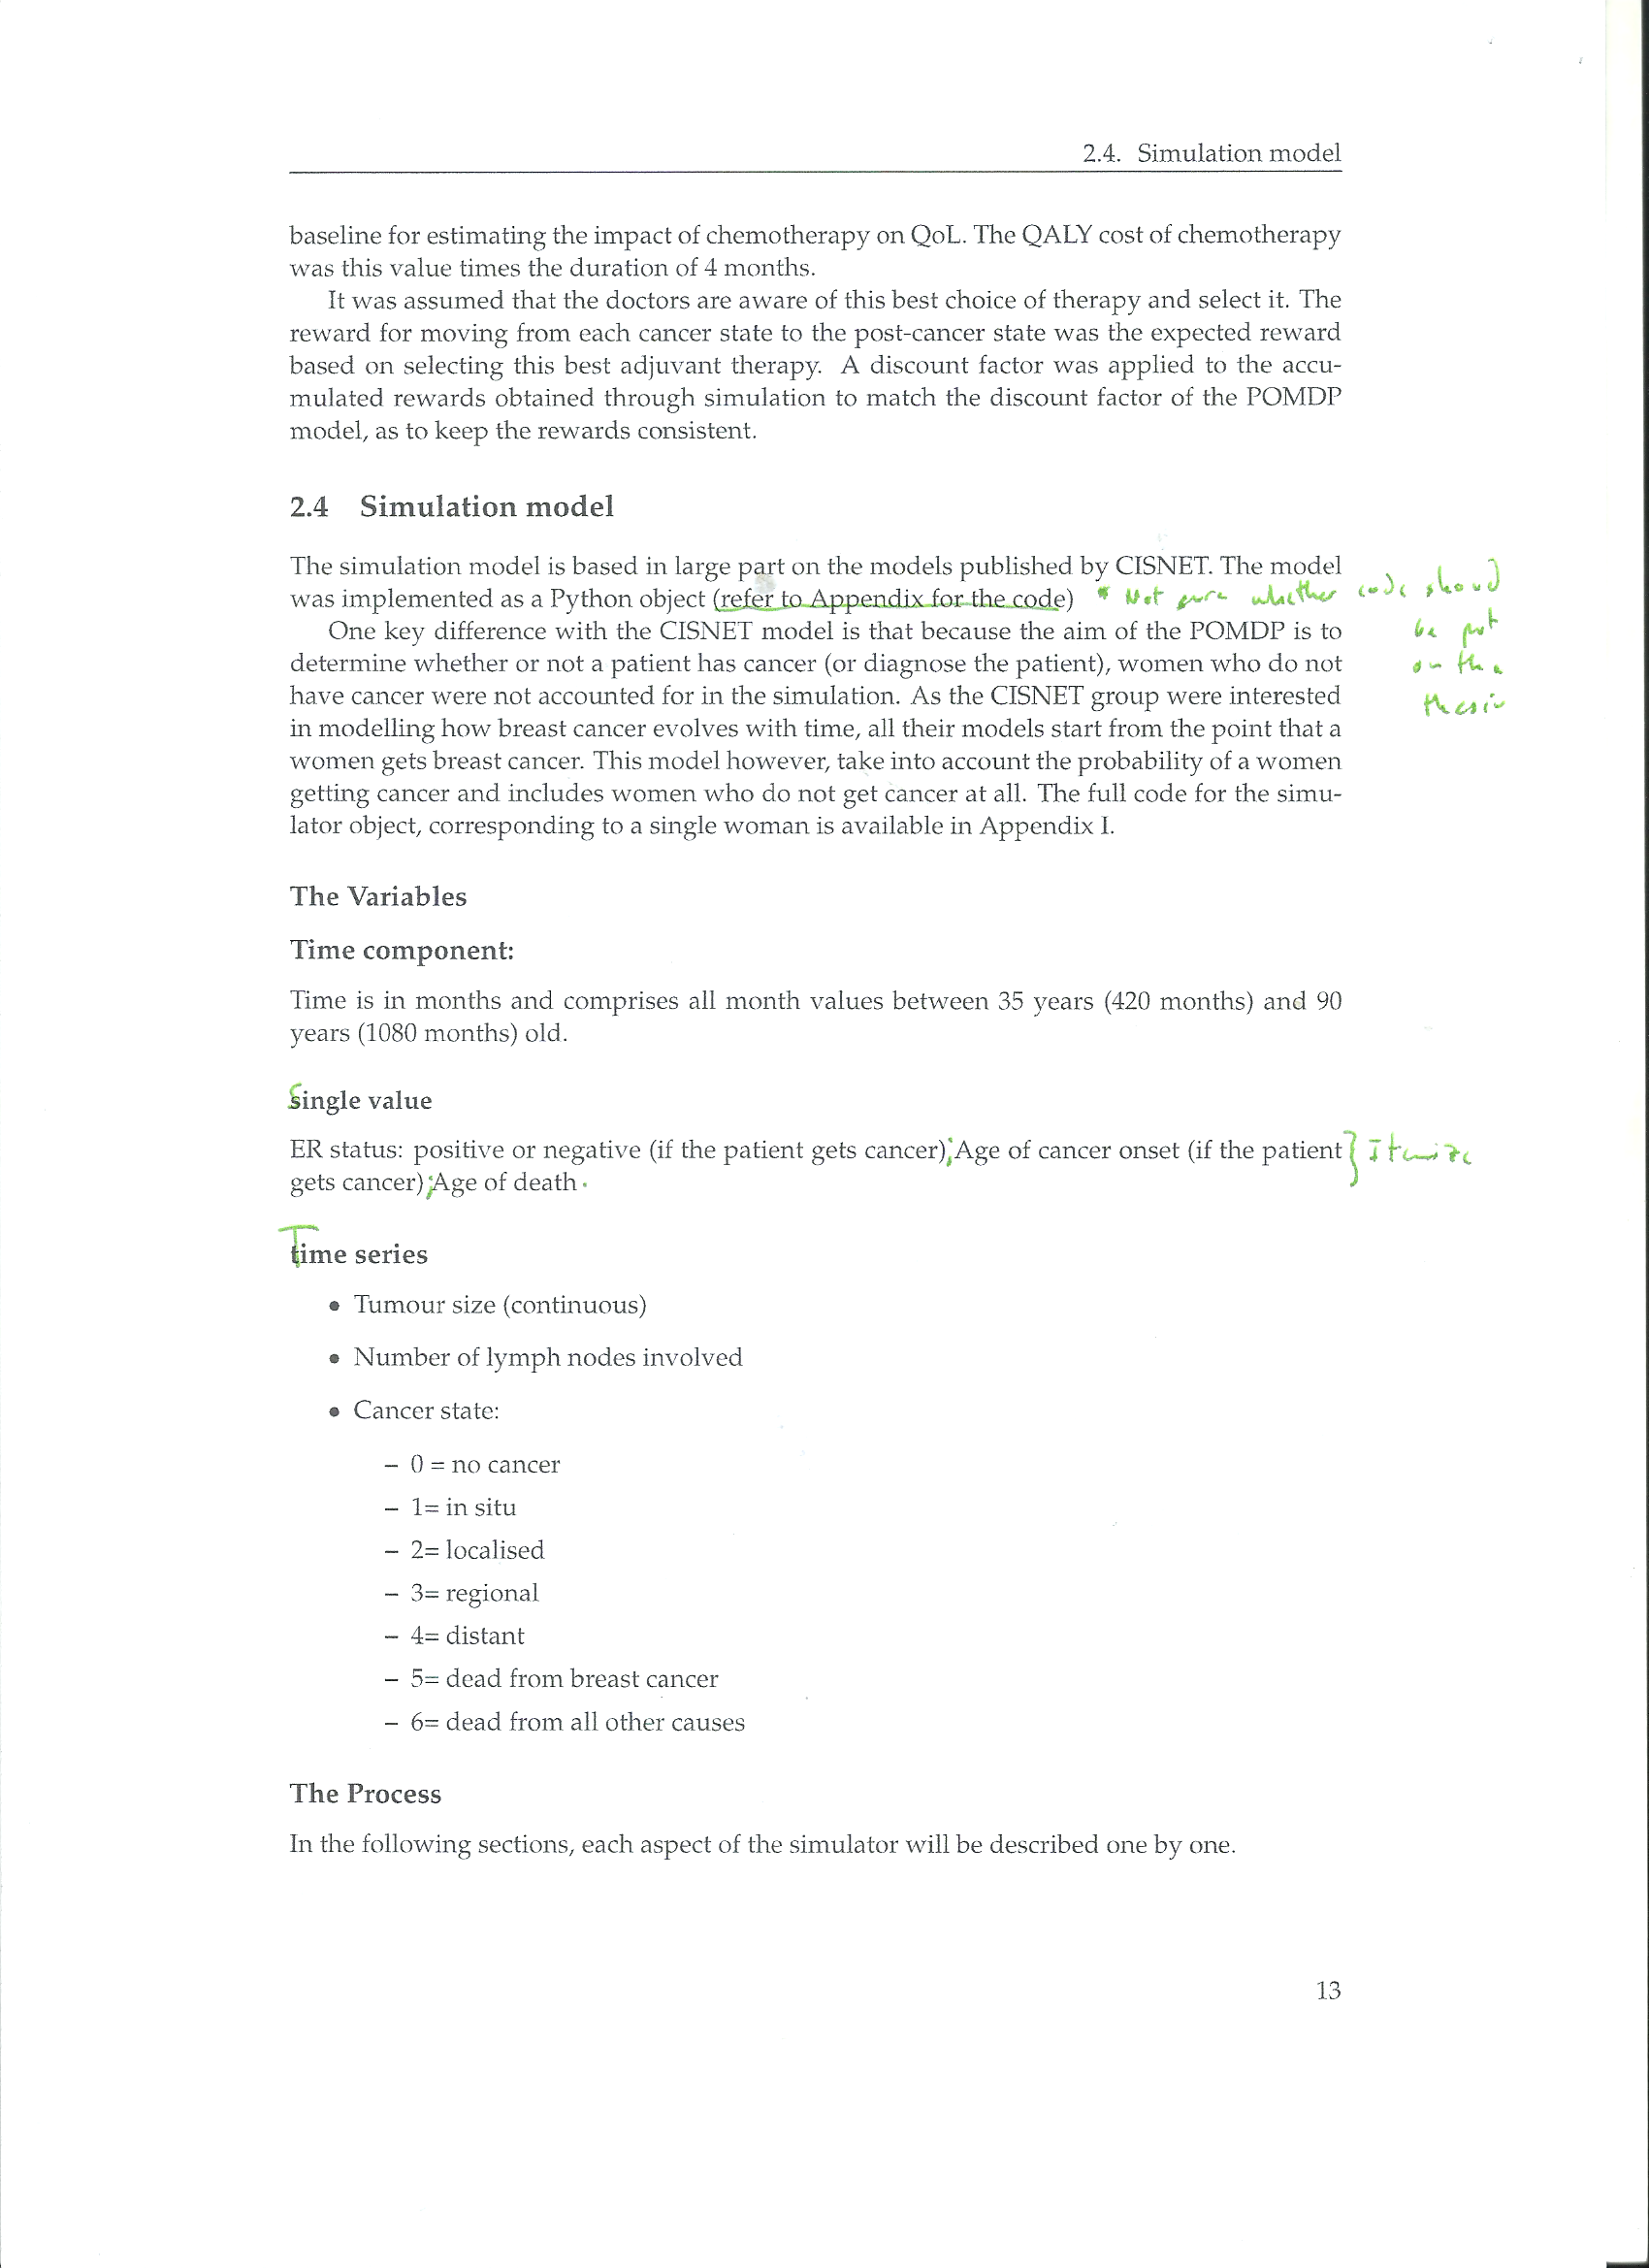 2.4. Simulation model
baseline for estimating the impact of chemotherapy on QoL. The QALY cost of chemotherapy
was this value times the duration of 4 months.
It was assumed that the doctors are aware of this best choice of therapy and select it. The
reward for moving from each cancer state to the post-cancer state was the expected reward
based on selecting this best adjuvant therapy. A discount factor was applied to the accu-
mulated rewards obtained through simulation to match the discount factor of the POMDP
model, as to keep the rewards consistent.
2.4 Simulation model
The simulation model is based in large part on the models published by CISNET. The model
was implemented as a Python object (refer to Appendix for the code) * Not sure whether code should
be put
on the
thesis
One key difference with the CISNET model is that because the aim of the POMDP is to
determine whether or not a patient has cancer (or diagnose the patient), women who do not
have cancer were not accounted for in the simulation. As the CISNET group were interested
in modelling how breast cancer evolves with time, all their models start from the point that a
women gets breast cancer. This model however, take into account the probability of a women
getting cancer and includes women who do not get cancer at all. The full code for the simu-
lator object, corresponding to a single woman is available in Appendix I.
The Variables
Time component:
Time is in months and comprises all month values between 35 years (420 months) and 90
years (1080 months) old.
Single value
ER status: positive or negative (if the patient gets cancer);Age of cancer onset (if the patient } Itemize
gets cancer);Age of death.
Time series
• Tumour size (continuous)
• Number of lymph nodes involved
• Cancer state:
– 0 = no cancer
– 1= in situ
– 2= localised
– 3= regional
– 4= distant
– 5= dead from breast cancer
– 6= dead from all other causes
The Process
In the following sections, each aspect of the simulator will be described one by one.
13